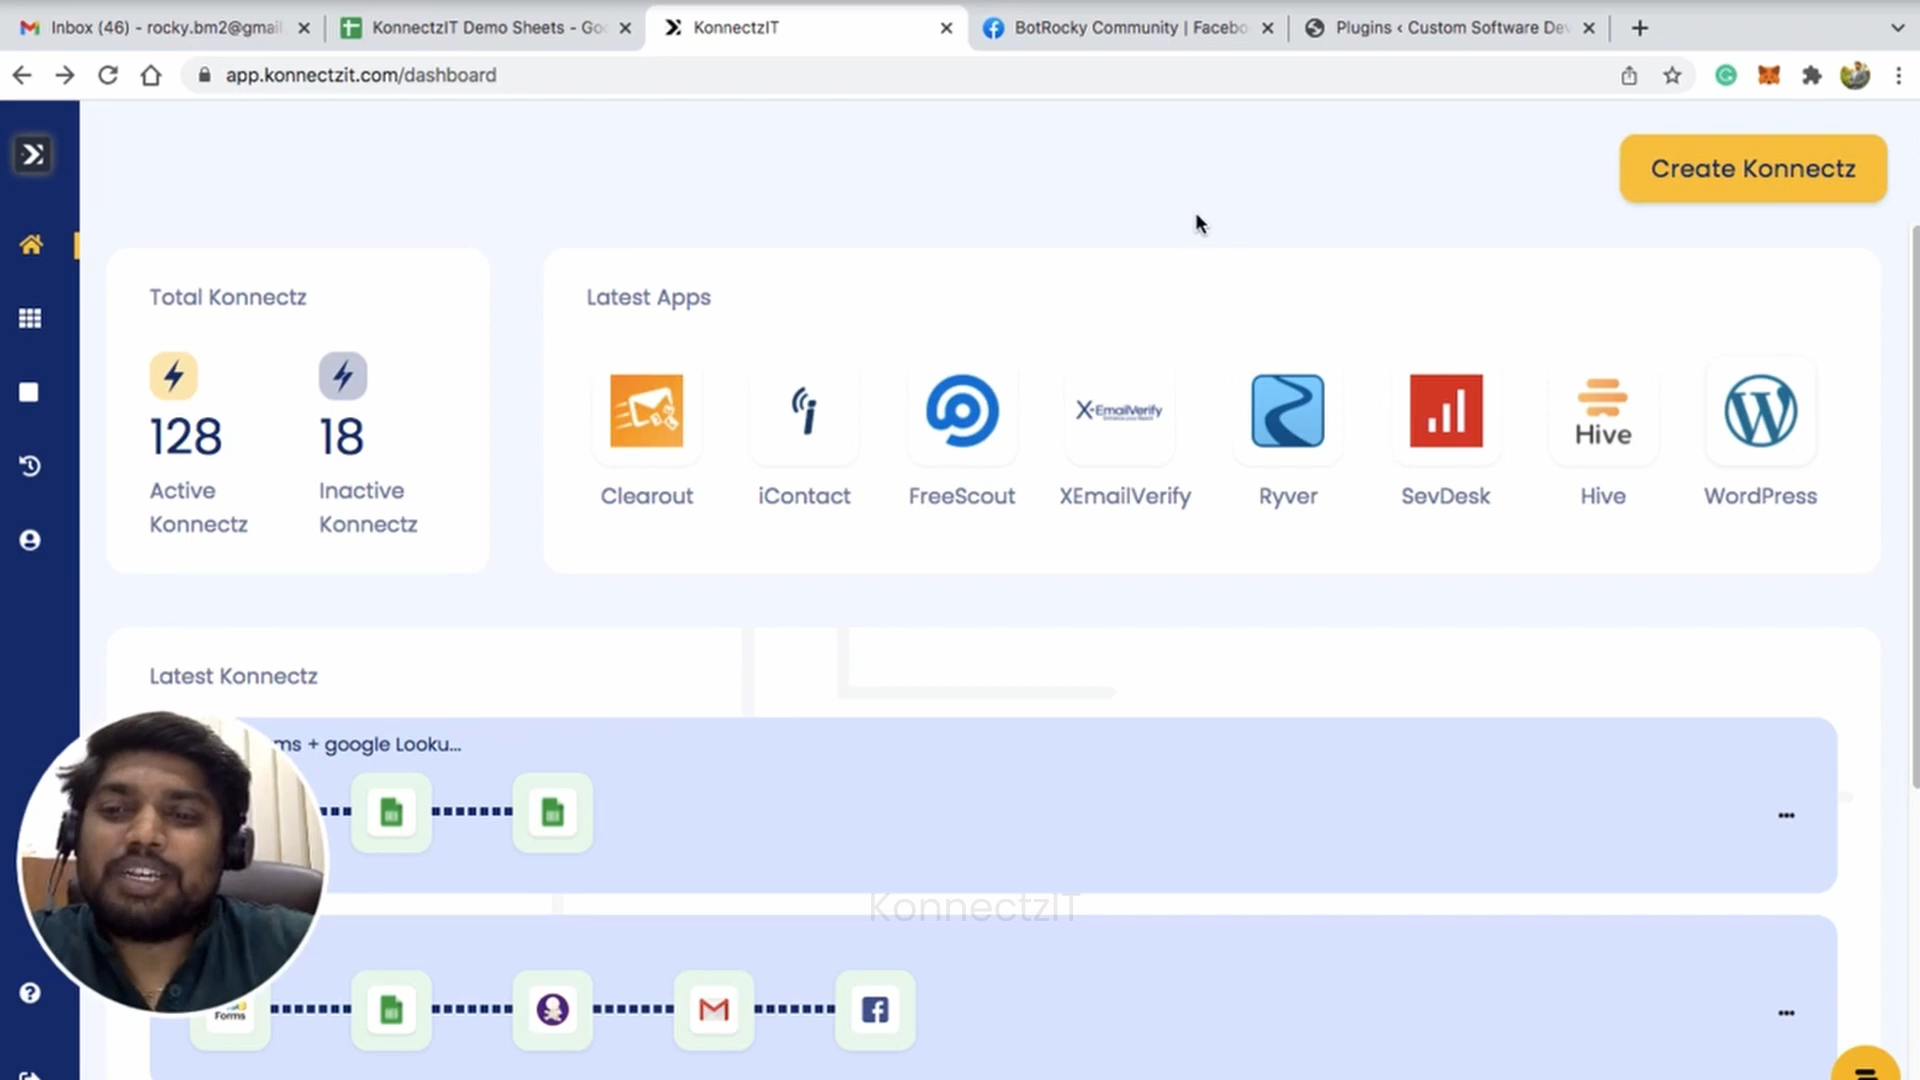 Inbox (46) - rocky.bm2@gmail
KonnectzIT Demo Sheets - Go
KonnectzIT
BotRocky Community | Facebo
Plugins ‹ Custom Software Dev
app.konnectzit.com/dashboard
Create Konnectz
Total Konnectz
128
Active
Konnectz
18
Inactive
Konnectz
Latest Apps
Clearout
iContact
FreeScout
X-EmailVerify
XEmailVerify
Ryver
SevDesk
Hive
Hive
WordPress
Latest Konnectz
ms + google Looku...
KonnectzIT
Forms